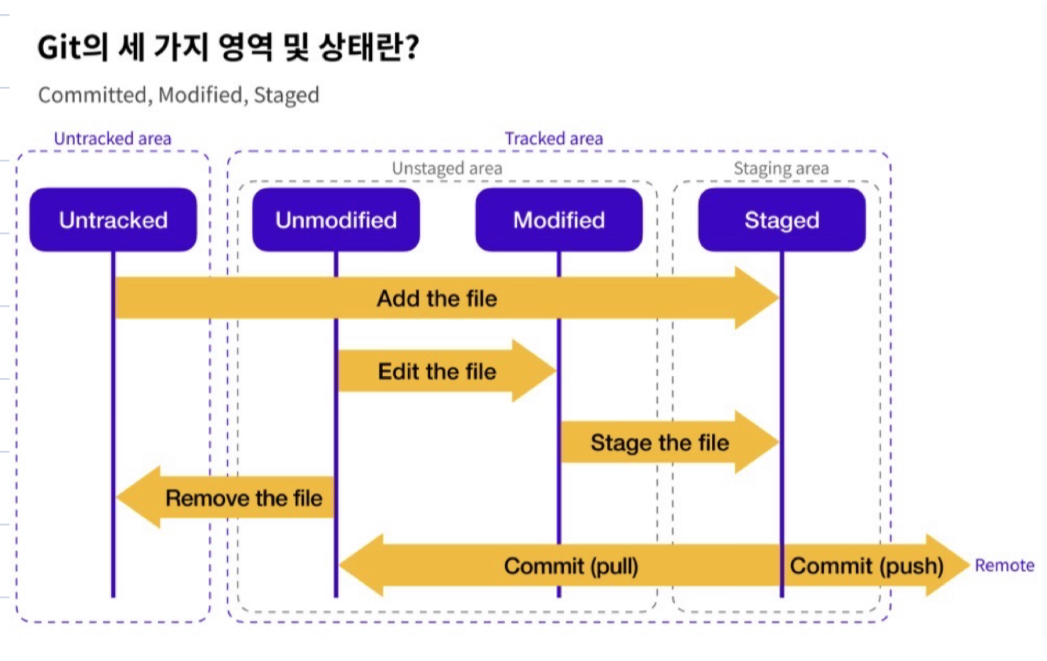 Git의 세 가지 영역 및 상태란?
Committed, Modified, Staged
Untracked area
Tracked area
Unstaged area
Staging area
Untracked
Unmodified
Modified
Staged
Add the file
Edit the file
Stage the file
Remove the file
Commit (pull)
Commit (push)
Remote